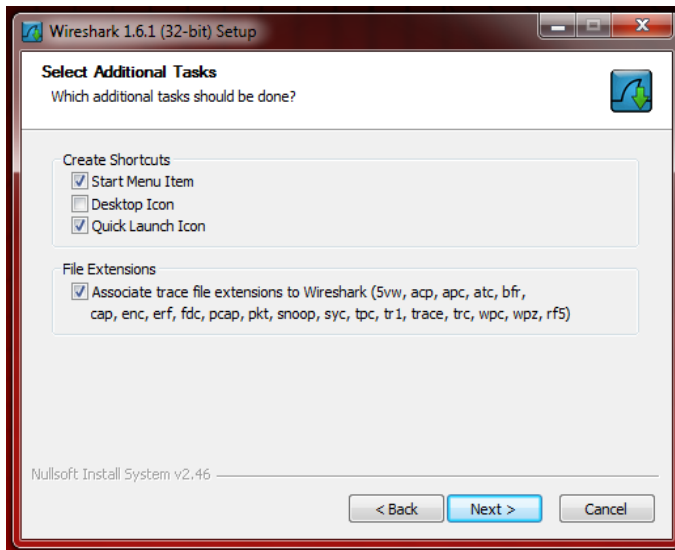 Wireshark 1.6.1 (32-bit) Setup
Select Additional Tasks
Which additional tasks should be done?
Create Shortcuts
Start Menu Item
Desktop Icon
Quick Launch Icon
File Extensions
Associate trace file extensions to Wireshark (5vw, acp, apc, atc, bfr,
cap, enc, erf, fdc, pcap, pkt, snoop, syc, tpc, tr1, trace, trc, wpc, wpz, rf5)
Nullsoft Install System v2.46
< Back Next > Cancel